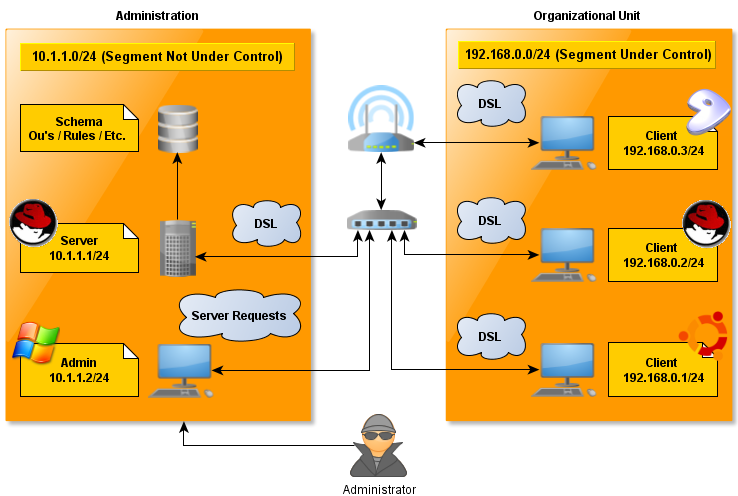 Administration
10.1.1.0/24 (Segment Not Under Control)
Schema
Ou's / Rules / Etc.
Server
10.1.1.1/24
DSL
Server Requests
Admin
10.1.1.2/24
Administrator
Organizational Unit
192.168.0.0/24 (Segment Under Control)
DSL
Client
192.168.0.3/24
DSL
Client
192.168.0.2/24
DSL
Client
192.168.0.1/24